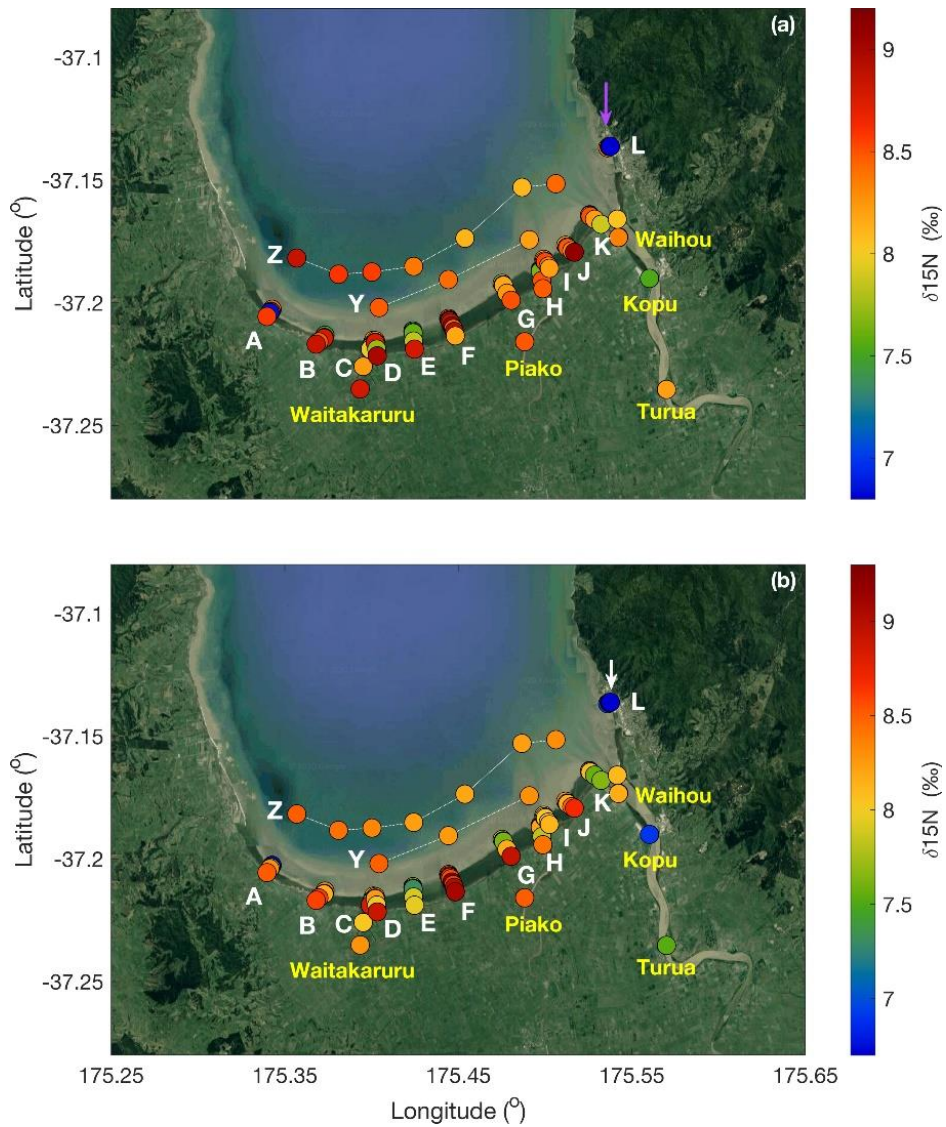 (a)
-37.1
-37.15
-37.2
-37.25
Latitude (°)
L
Z
Y
K
Waihou
J
I
H
Kopu
A
B
C
D
E
F
G
Piako
Waitakaruru
Turua
9
8.5
8
7.5
7
δ15N (‰)
(b)
-37.1
-37.15
-37.2
-37.25
Latitude (°)
L
Z
Y
K
Waihou
J
I
H
Kopu
A
B
C
D
E
F
G
Piako
Waitakaruru
Turua
9
8.5
8
7.5
7
δ15N (‰)
175.25 175.35 175.45 175.55 175.65
Longitude (°)